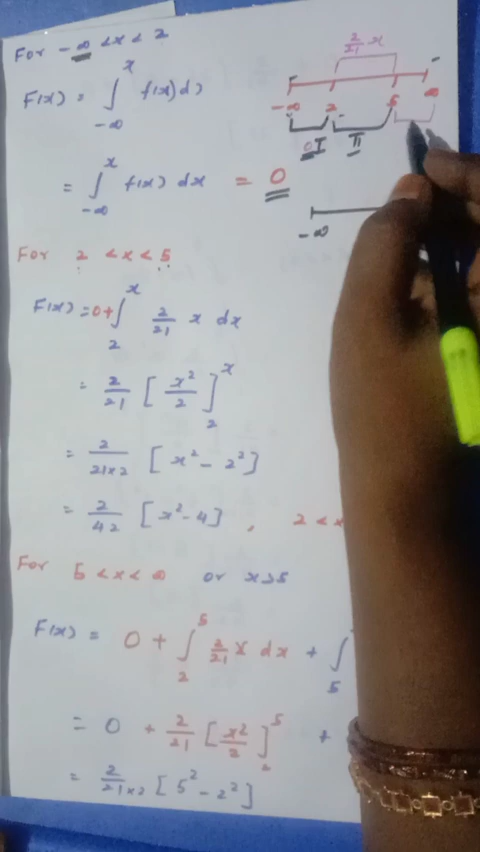 For -∞ < x < 2
F(x) = ∫_{-∞}^{x} f(x) dx
= ∫_{-∞}^{x} f(x) dx = 0
2/21 x
-∞ 2 5 ∞
0 I II
-∞
For 2 < x < 5
F(x) = 0 + ∫_{2}^{x} 2/21 x dx
= 2/21 [x²/2]_{2}^{x}
= 2/21×2 [x² - 2²]
= 2/42 [x² - 4] , 2 < x
For 5 < x < ∞ or x > 5
F(x) = 0 + ∫_{2}^{5} 2/21 x dx + ∫_{5}
= 0 + 2/21 [x²/2]_{2}^{5} +
= 2/21×2 [5² - 2²]